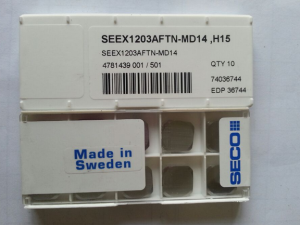 SEEX1203AFTN-MD14 ,H15
SEEX1203AFTN-MD14
4781439 001 / 501
QTY 10
74036744
EDP 36744
Made in
Sweden
SECO